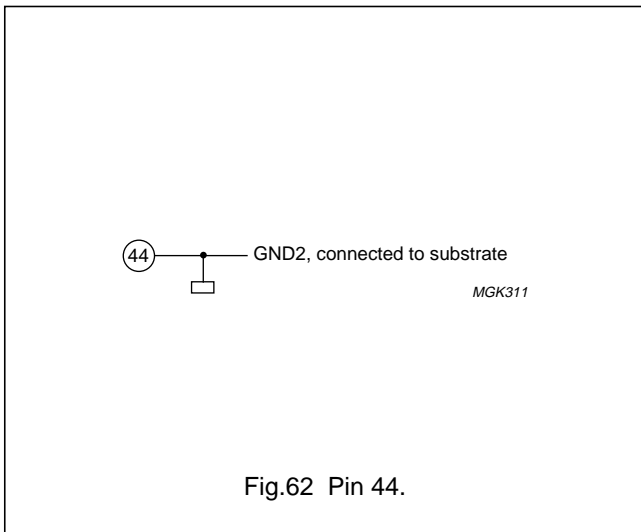 44 GND2, connected to substrate
MGK311
Fig.62 Pin 44.